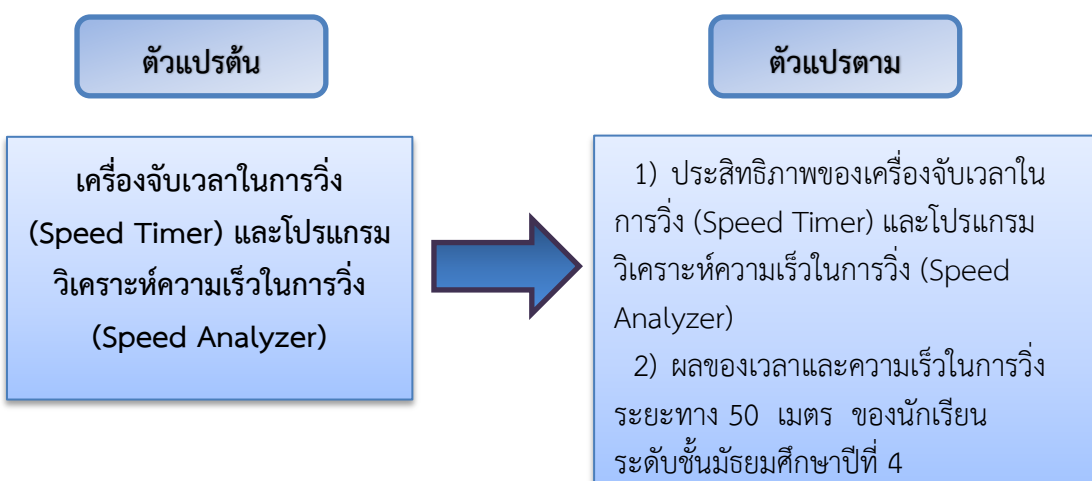 ตัวแปรต้น
ตัวแปรตาม
เครื่องจับเวลาในการวิ่ง
(Speed Timer) และโปรแกรม
วิเคราะห์ความเร็วในการวิ่ง
(Speed Analyzer)
1) ประสิทธิภาพของเครื่องจับเวลาใน
การวิ่ง (Speed Timer) และโปรแกรม
วิเคราะห์ความเร็วในการวิ่ง (Speed
Analyzer)
2) ผลของเวลาและความเร็วในการวิ่ง
ระยะทาง 50 เมตร ของนักเรียน
ระดับชั้นมัธยมศึกษาปีที่ 4